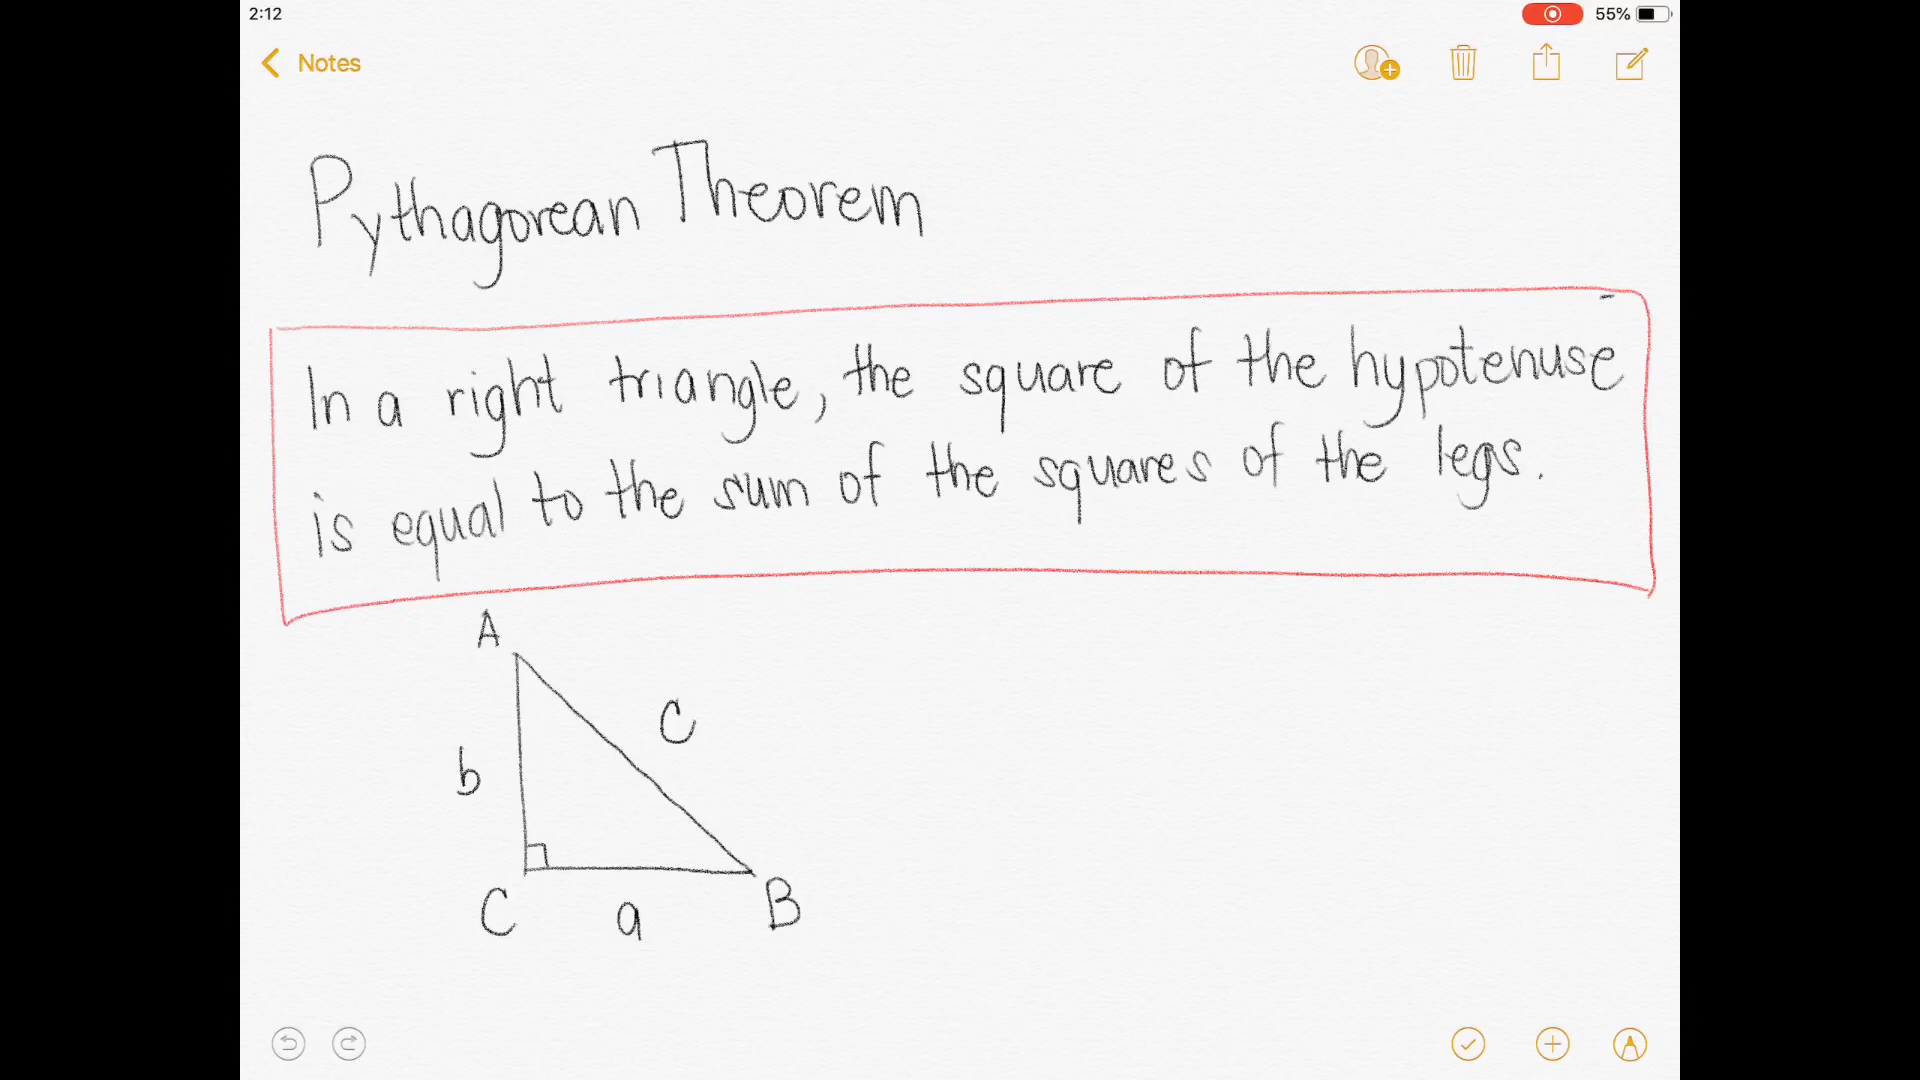 2:12
55%
Notes
Pythagorean Theorem
In a right triangle, the square of the hypotenuse
is equal to the sum of the squares of the legs.
A
C
b
C
a
B